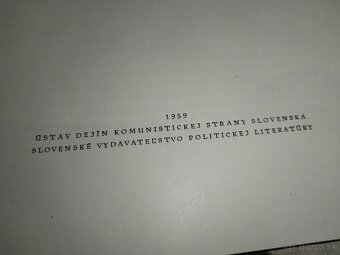 1959
ÚSTAV DEJÍN KOMUNISTICKEJ STRANY SLOVENSKA
SLOVENSKÉ VYDAVATEĽSTVO POLITICKEJ LITERATÚRY